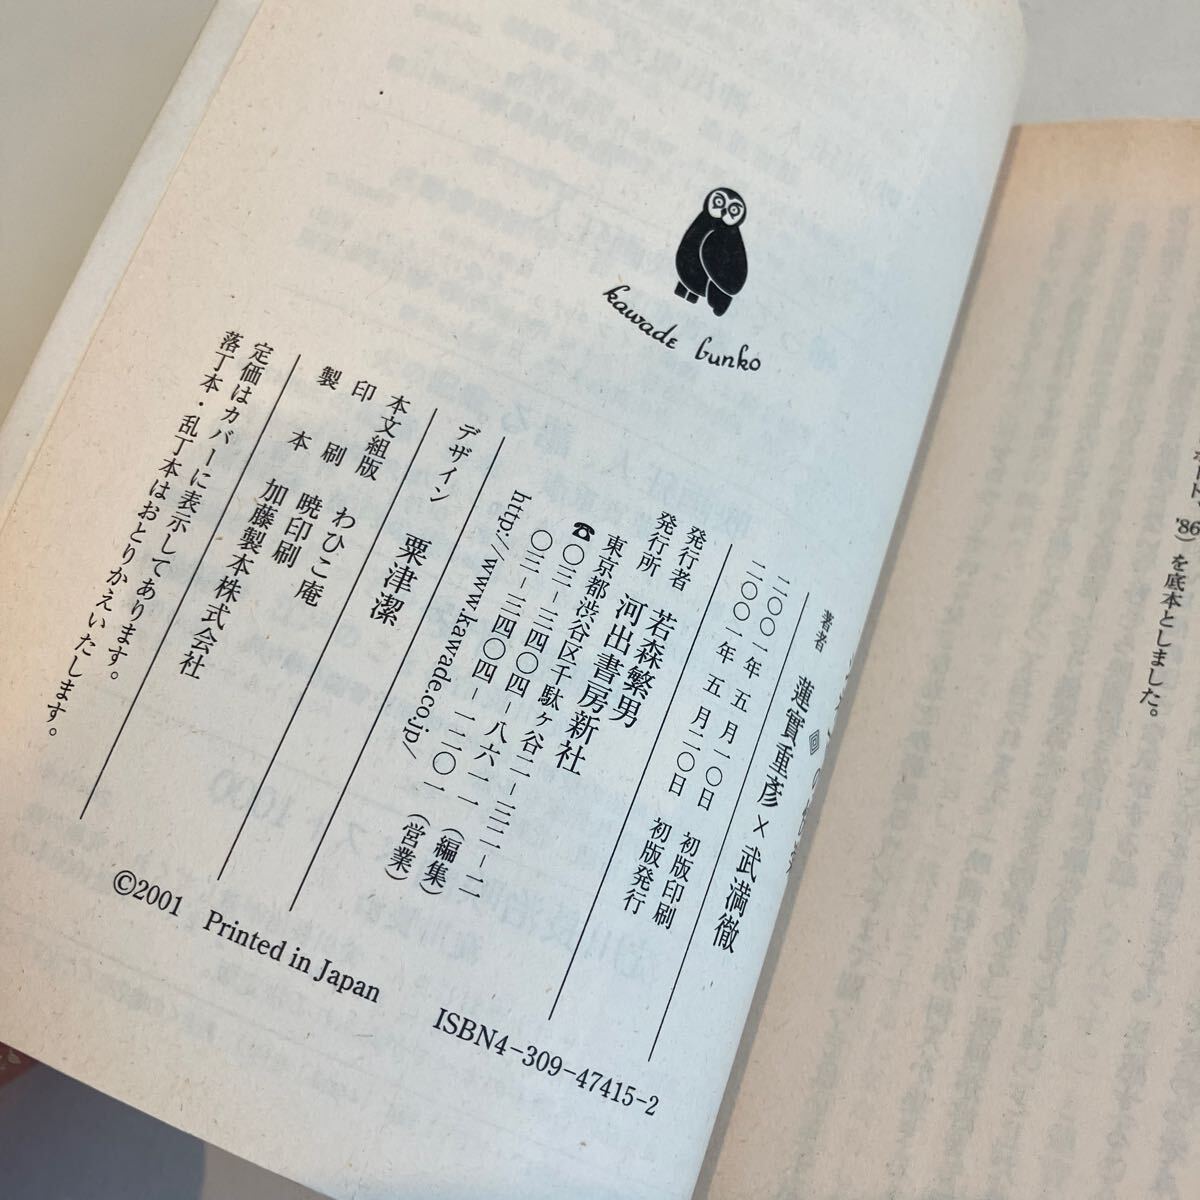 kawade bunko
著者 蓮實重彥×武満徹
二〇〇一年 五月一〇日 初版印刷
二〇〇一年 五月二〇日 初版発行
発行者 若森繁男
発行所 河出書房新社
東京都渋谷区千駄ヶ谷二-三二-二
☎〇三-三四〇四-八六一一（編集）
〇三-三四〇四-一二〇一（営業）
http://www.kawade.co.jp/
デザイン 粟津潔
本文組版 わひこ庵
印刷 暁印刷
製本 加藤製本株式会社
定価はカバーに表示してあります。
落丁本・乱丁本はおとりかえいたします。
©2001 Printed in Japan
ISBN4-309-47415-2
'86）を底本としました。